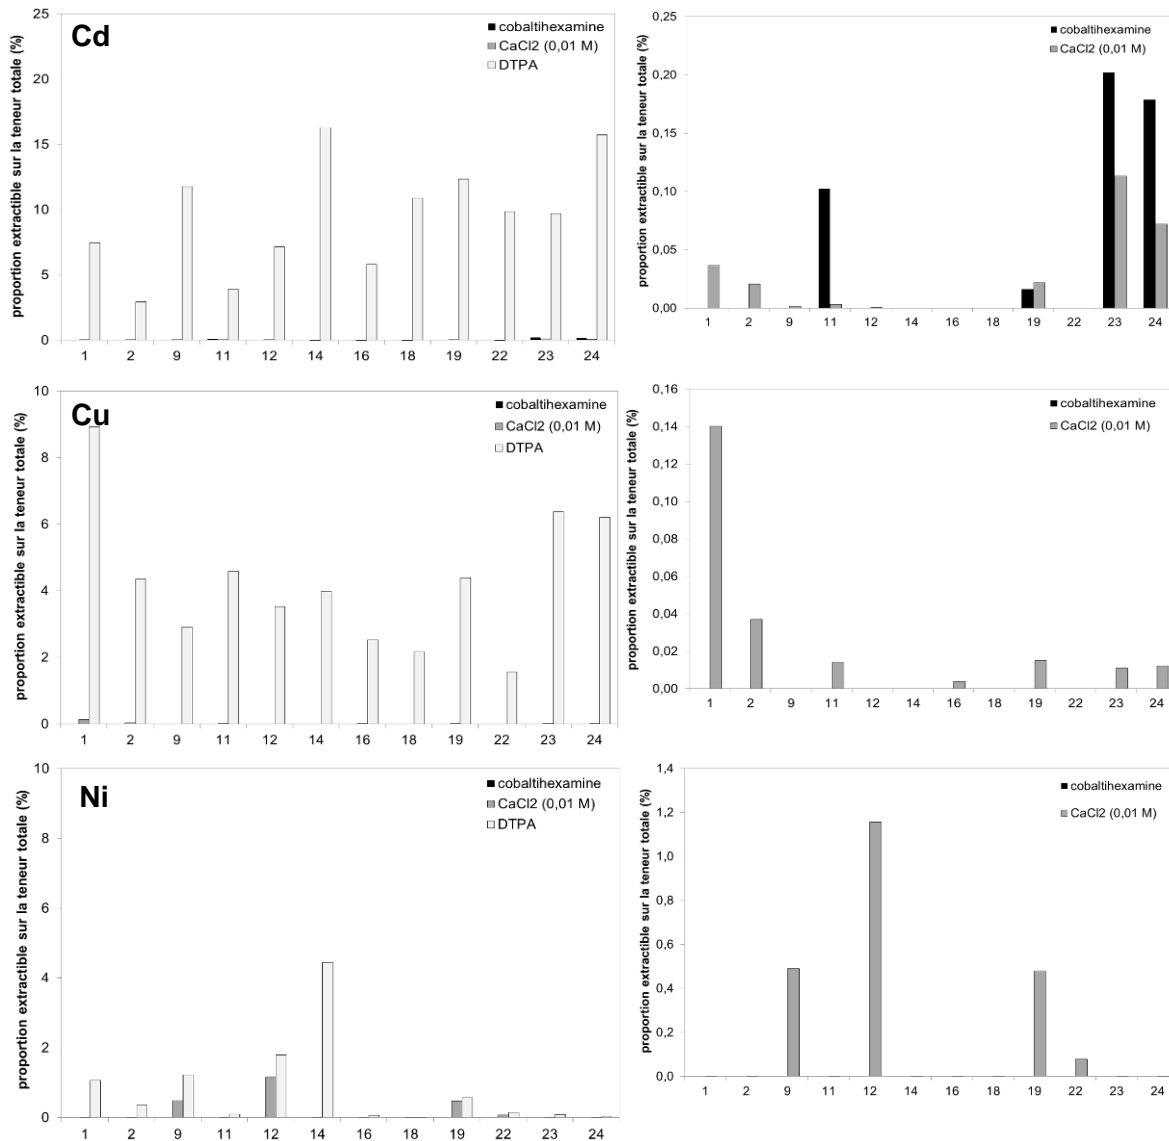 Cd
cobaltihexamine
CaCl2 (0,01 M)
DTPA
proportion extractible sur la teneur totale (%)
25
20
15
10
5
0
1 2 9 11 12 14 16 18 19 22 23 24
cobaltihexamine
CaCl2 (0,01 M)
proportion extractible sur la teneur totale (%)
0,25
0,20
0,15
0,10
0,05
0,00
1 2 9 11 12 14 16 18 19 22 23 24
Cu
cobaltihexamine
CaCl2 (0,01 M)
DTPA
proportion extractible sur la teneur totale (%)
10
8
6
4
2
0
1 2 9 11 12 14 16 18 19 22 23 24
cobaltihexamine
CaCl2 (0,01 M)
proportion extractible sur la teneur totale (%)
0,16
0,14
0,12
0,10
0,08
0,06
0,04
0,02
0,00
1 2 9 11 12 14 16 18 19 22 23 24
Ni
cobaltihexamine
CaCl2 (0,01 M)
DTPA
proportion extractible sur la teneur totale (%)
10
8
6
4
2
0
1 2 9 11 12 14 16 18 19 22 23 24
cobaltihexamine
CaCl2 (0,01 M)
proportion extractible sur la teneur totale (%)
1,4
1,2
1,0
0,8
0,6
0,4
0,2
0,0
1 2 9 11 12 14 16 18 19 22 23 24